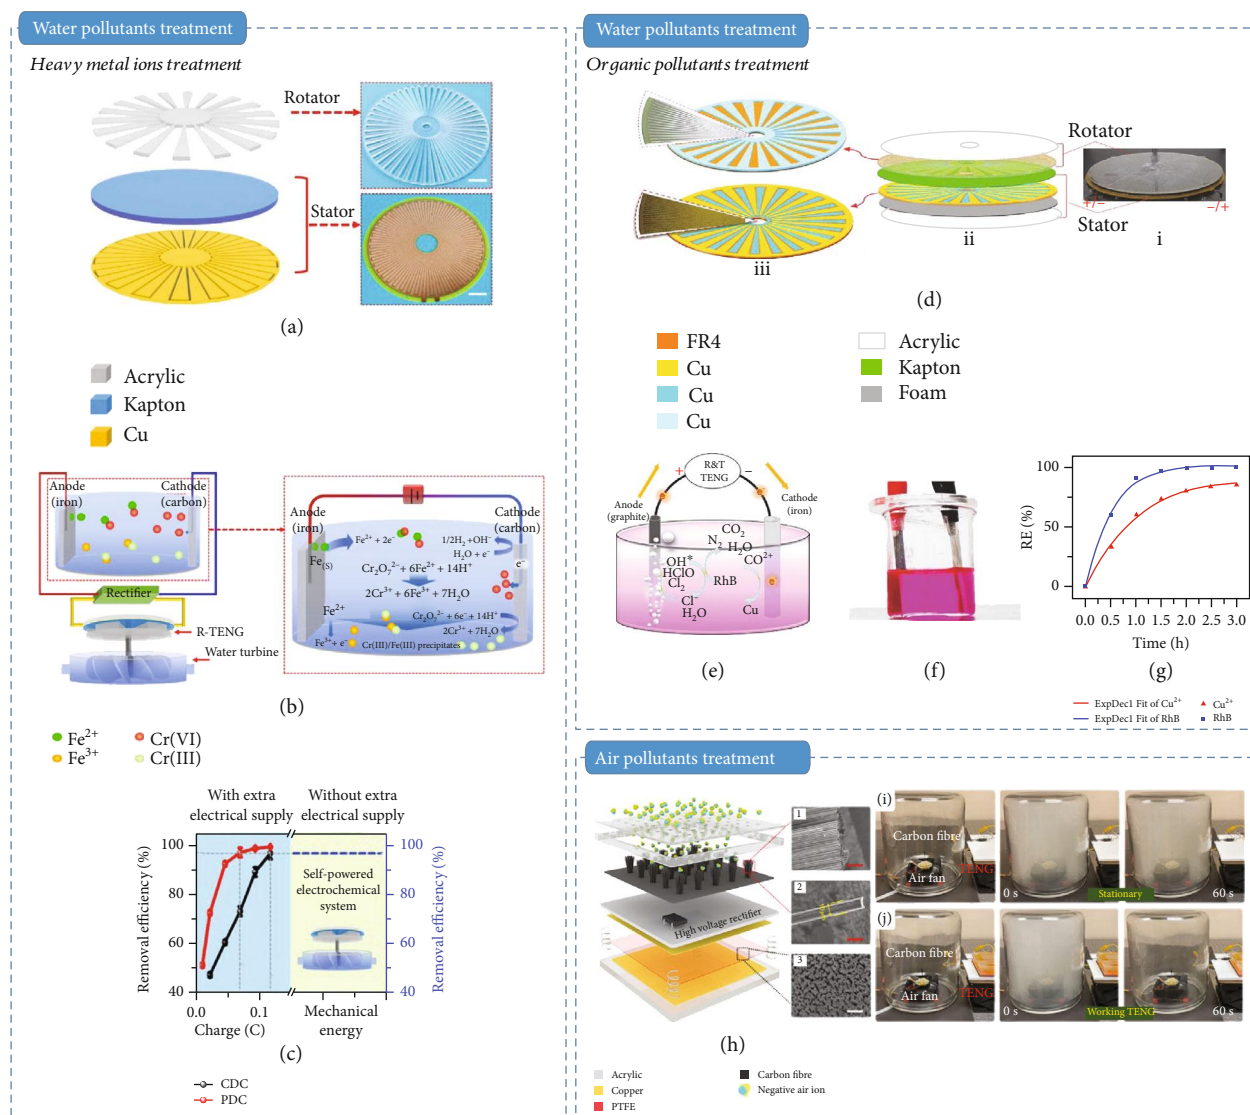 Water pollutants treatment
Heavy metal ions treatment
Rotator
Stator
(a)
Acrylic
Kapton
Cu
Anode
(iron)
Cathode
(carbon)
Rectifier
R-TENG
Water turbine
Anode
(iron)
Cathode
(carbon)
Fe(S)
Fe²⁺ + 2e⁻
1/2H₂ +OH⁻
H₂O + e⁻
e⁻
Cr₂O₇²⁻ + 6Fe²⁺ + 14H⁺
2Cr³⁺ + 6Fe³⁺ + 7H₂O
Fe²⁺
Cr₂O₇²⁻ + 6e⁻ + 14H⁺
2Cr³⁺ + 7H₂O
Fe³⁺ + e⁻
Cr(III)/Fe(III) precipitates
(b)
Fe²⁺
Cr(VI)
Fe³⁺
Cr(III)
With extra
electrical supply
Without extra
electrical supply
Removal efficiency (%)
100
80
60
40
Self-powered
electrochemical
system
100
80
60
40
Removal efficiency (%)
0.0
0.1
Charge (C)
Mechanical
energy
(c)
CDC
PDC
Water pollutants treatment
Organic pollutants treatment
Rotator
+/−
−/+
Stator
i
ii
iii
(d)
FR4
Cu
Cu
Cu
Acrylic
Kapton
Foam
R&T
TENG
+
−
Anode
(graphite)
Cathode
(iron)
CO₂
N₂
H₂O
OH*
HClO
Cl₂
RhB
CO²⁺
Cl⁻
H₂O
Cu
(e)
(f)
RE (%)
100
50
0
0.0 0.5 1.0 1.5 2.0 2.5 3.0
Time (h)
(g)
ExpDec1 Fit of Cu²⁺
Cu²⁺
ExpDec1 Fit of RhB
RhB
Air pollutants treatment
High voltage rectifier
1
2
3
(h)
Acrylic
Copper
PTFE
Carbon fibre
Negative air ion
(i)
Carbon fibre
Air fan
TENG
0 s
Stationary
60 s
(j)
Carbon fibre
Air fan
TENG
0 s
Working TENG
60 s